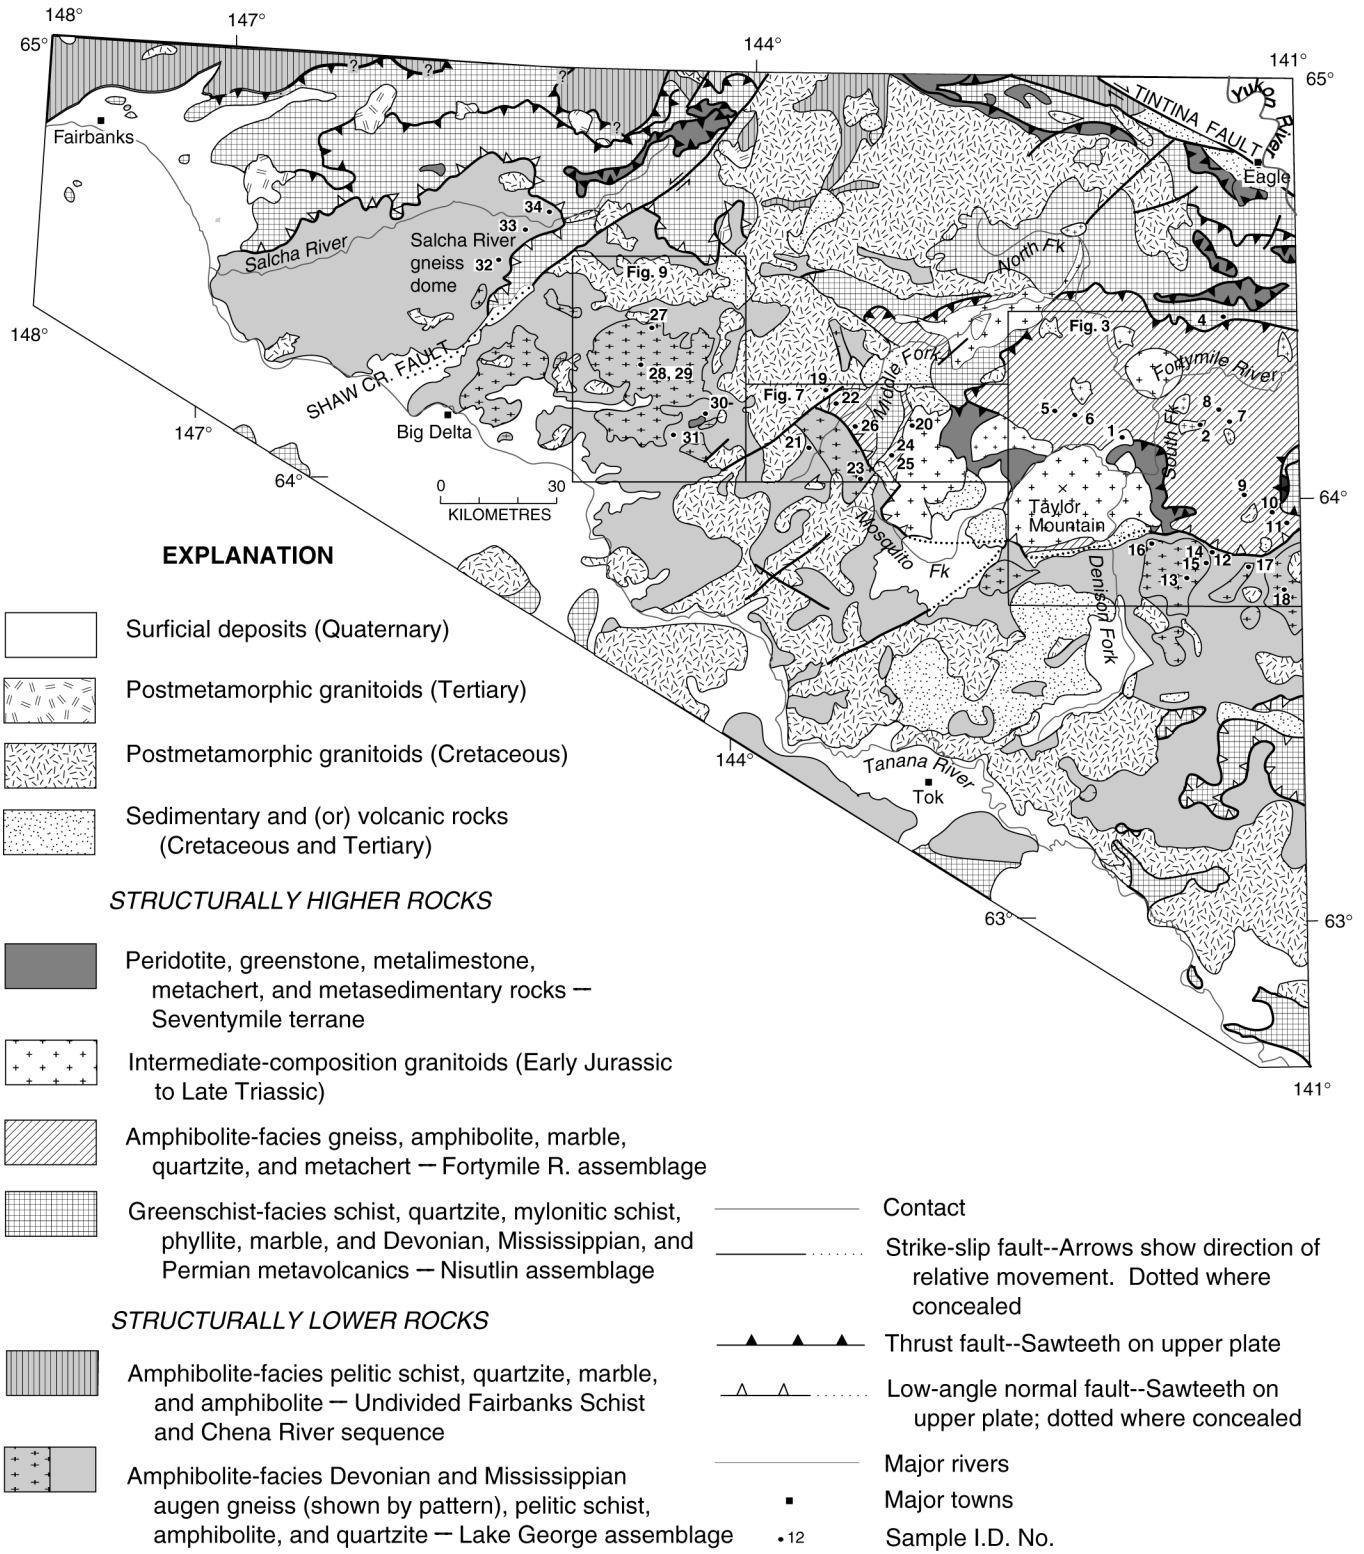 148°
147°
65°
144°
141°
65°
?
?
?
?
Yukon River
TINTINA FAULT
Fairbanks
Eagle
34
33
Salcha River
gneiss
dome
32
Salcha River
North Fk
Fig. 9
27
4
Fig. 3
148°
SHAW CR. FAULT
28, 29
19
Fig. 7
22
Middle Fork
Fortymile River
30
5
6
8
7
2
1
26
20
Big Delta
31
21
24
25
23
South Fk
147°
64°
0 30
KILOMETRES
9
10
11
64°
Taylor
Mountain
Mosquito
Fk
16
14
15
12
13
17
18
Denison Fork
144°
Tanana River
Tok
63°
63°
141°
EXPLANATION
Surficial deposits (Quaternary)
Postmetamorphic granitoids (Tertiary)
Postmetamorphic granitoids (Cretaceous)
Sedimentary and (or) volcanic rocks
(Cretaceous and Tertiary)
STRUCTURALLY HIGHER ROCKS
Peridotite, greenstone, metalimestone,
metachert, and metasedimentary rocks —
Seventymile terrane
Intermediate-composition granitoids (Early Jurassic
to Late Triassic)
Amphibolite-facies gneiss, amphibolite, marble,
quartzite, and metachert — Fortymile R. assemblage
Greenschist-facies schist, quartzite, mylonitic schist,
phyllite, marble, and Devonian, Mississippian, and
Permian metavolcanics — Nisutlin assemblage
STRUCTURALLY LOWER ROCKS
Amphibolite-facies pelitic schist, quartzite, marble,
and amphibolite — Undivided Fairbanks Schist
and Chena River sequence
Amphibolite-facies Devonian and Mississippian
augen gneiss (shown by pattern), pelitic schist,
amphibolite, and quartzite — Lake George assemblage
Contact
Strike-slip fault--Arrows show direction of
relative movement. Dotted where
concealed
Thrust fault--Sawteeth on upper plate
Low-angle normal fault--Sawteeth on
upper plate; dotted where concealed
Major rivers
Major towns
12 Sample I.D. No.